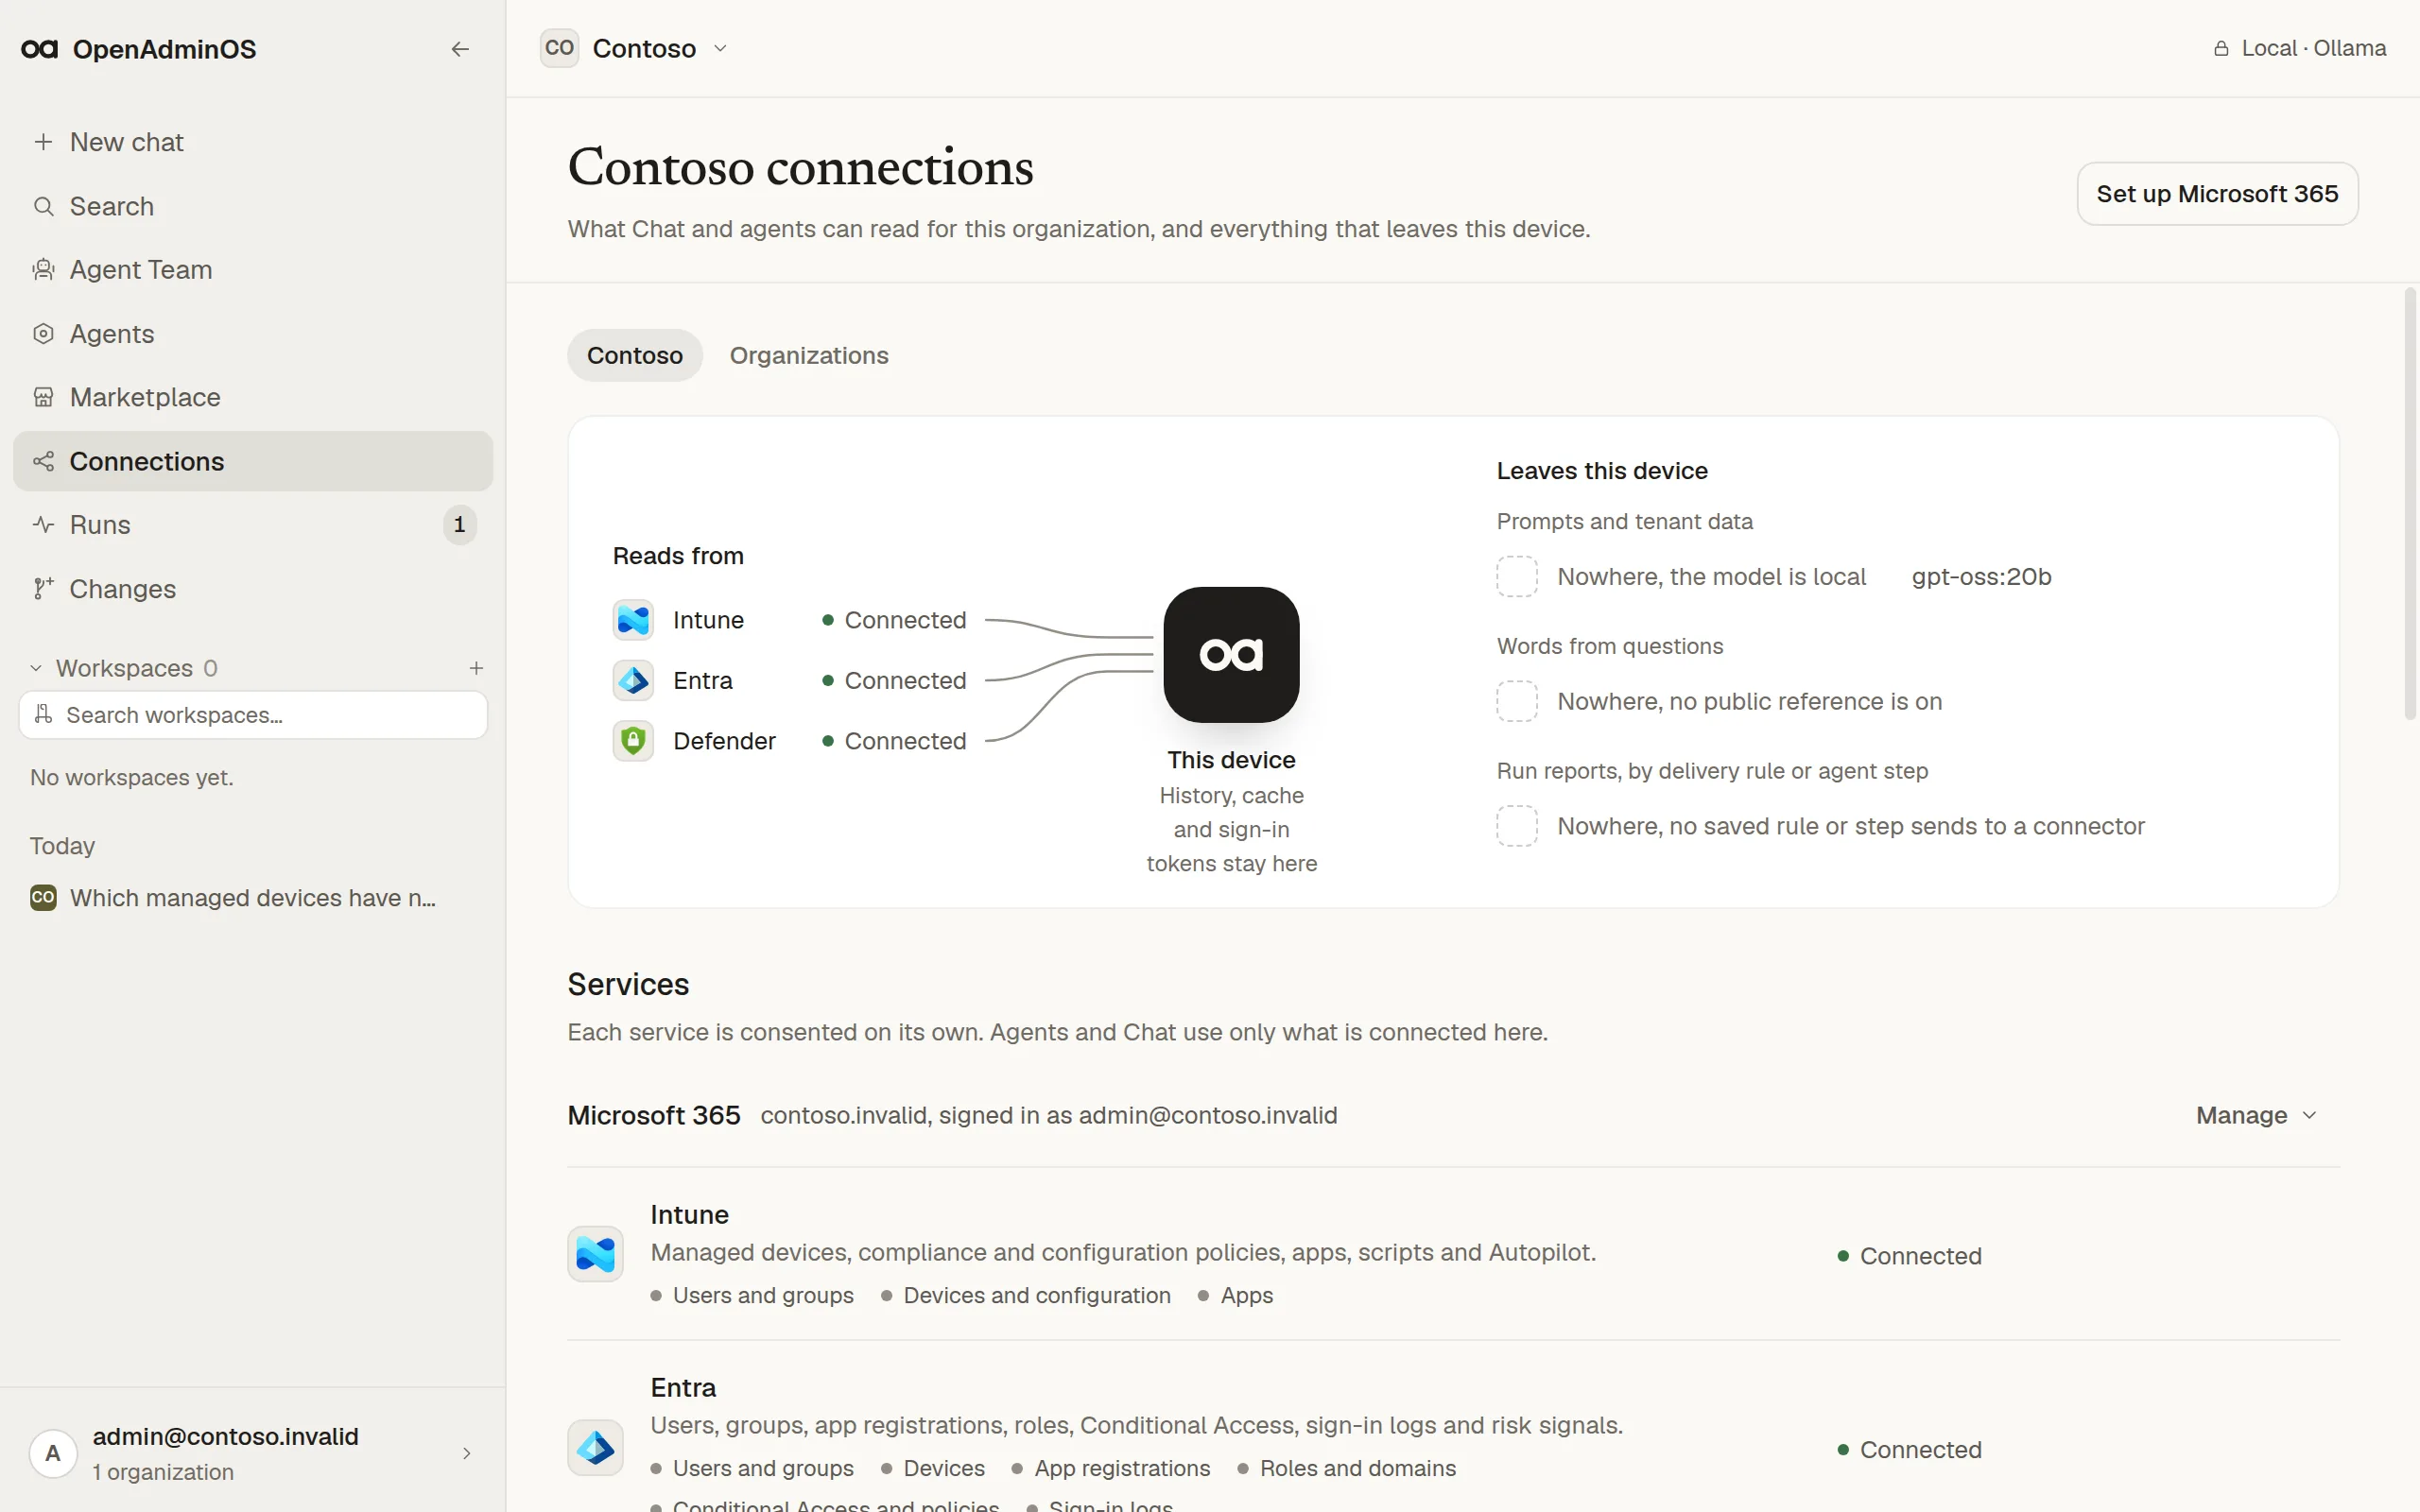 OpenAdminOS
New chat
Search
Agent Team
Agents
Marketplace
Connections
Runs 1
Changes
Workspaces 0
Search workspaces...
No workspaces yet.
Today
CO Which managed devices have n...
A
admin@contoso.invalid
1 organization
CO Contoso
Local · Ollama
Contoso connections
What Chat and agents can read for this organization, and everything that leaves this device.
Set up Microsoft 365
Contoso Organizations
Reads from
Intune Connected
Entra Connected
Defender Connected
oa
This device
History, cache
and sign-in
tokens stay here
Leaves this device
Prompts and tenant data
Nowhere, the model is local gpt-oss:20b
Words from questions
Nowhere, no public reference is on
Run reports, by delivery rule or agent step
Nowhere, no saved rule or step sends to a connector
Services
Each service is consented on its own. Agents and Chat use only what is connected here.
Microsoft 365 contoso.invalid, signed in as admin@contoso.invalid Manage
Intune
Managed devices, compliance and configuration policies, apps, scripts and Autopilot.
Users and groups Devices and configuration Apps
Connected
Entra
Users, groups, app registrations, roles, Conditional Access, sign-in logs and risk signals.
Users and groups Devices App registrations Roles and domains
Conditional Access and policies Sign-in logs
Connected